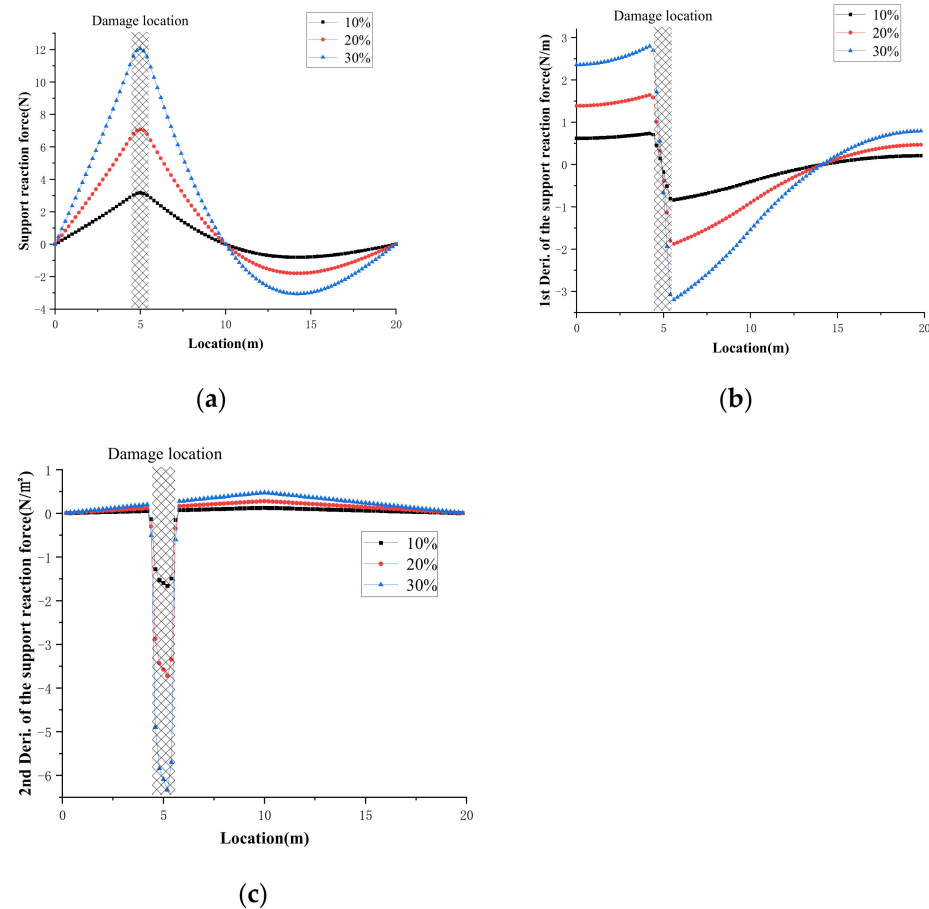 Damage location
10%
20%
30%
Support reaction force(N)
12
10
8
6
4
2
0
−2
−4
0 5 10 15 20
Location(m)
(a)
Damage location
10%
20%
30%
1st Deri. of the support reaction force(N/m)
3
2
1
0
−1
−2
−3
0 5 10 15 20
Location(m)
(b)
Damage location
10%
20%
30%
2nd Deri. of the support reaction force(N/m²)
1
0
−1
−2
−3
−4
−5
−6
0 5 10 15 20
Location(m)
(c)